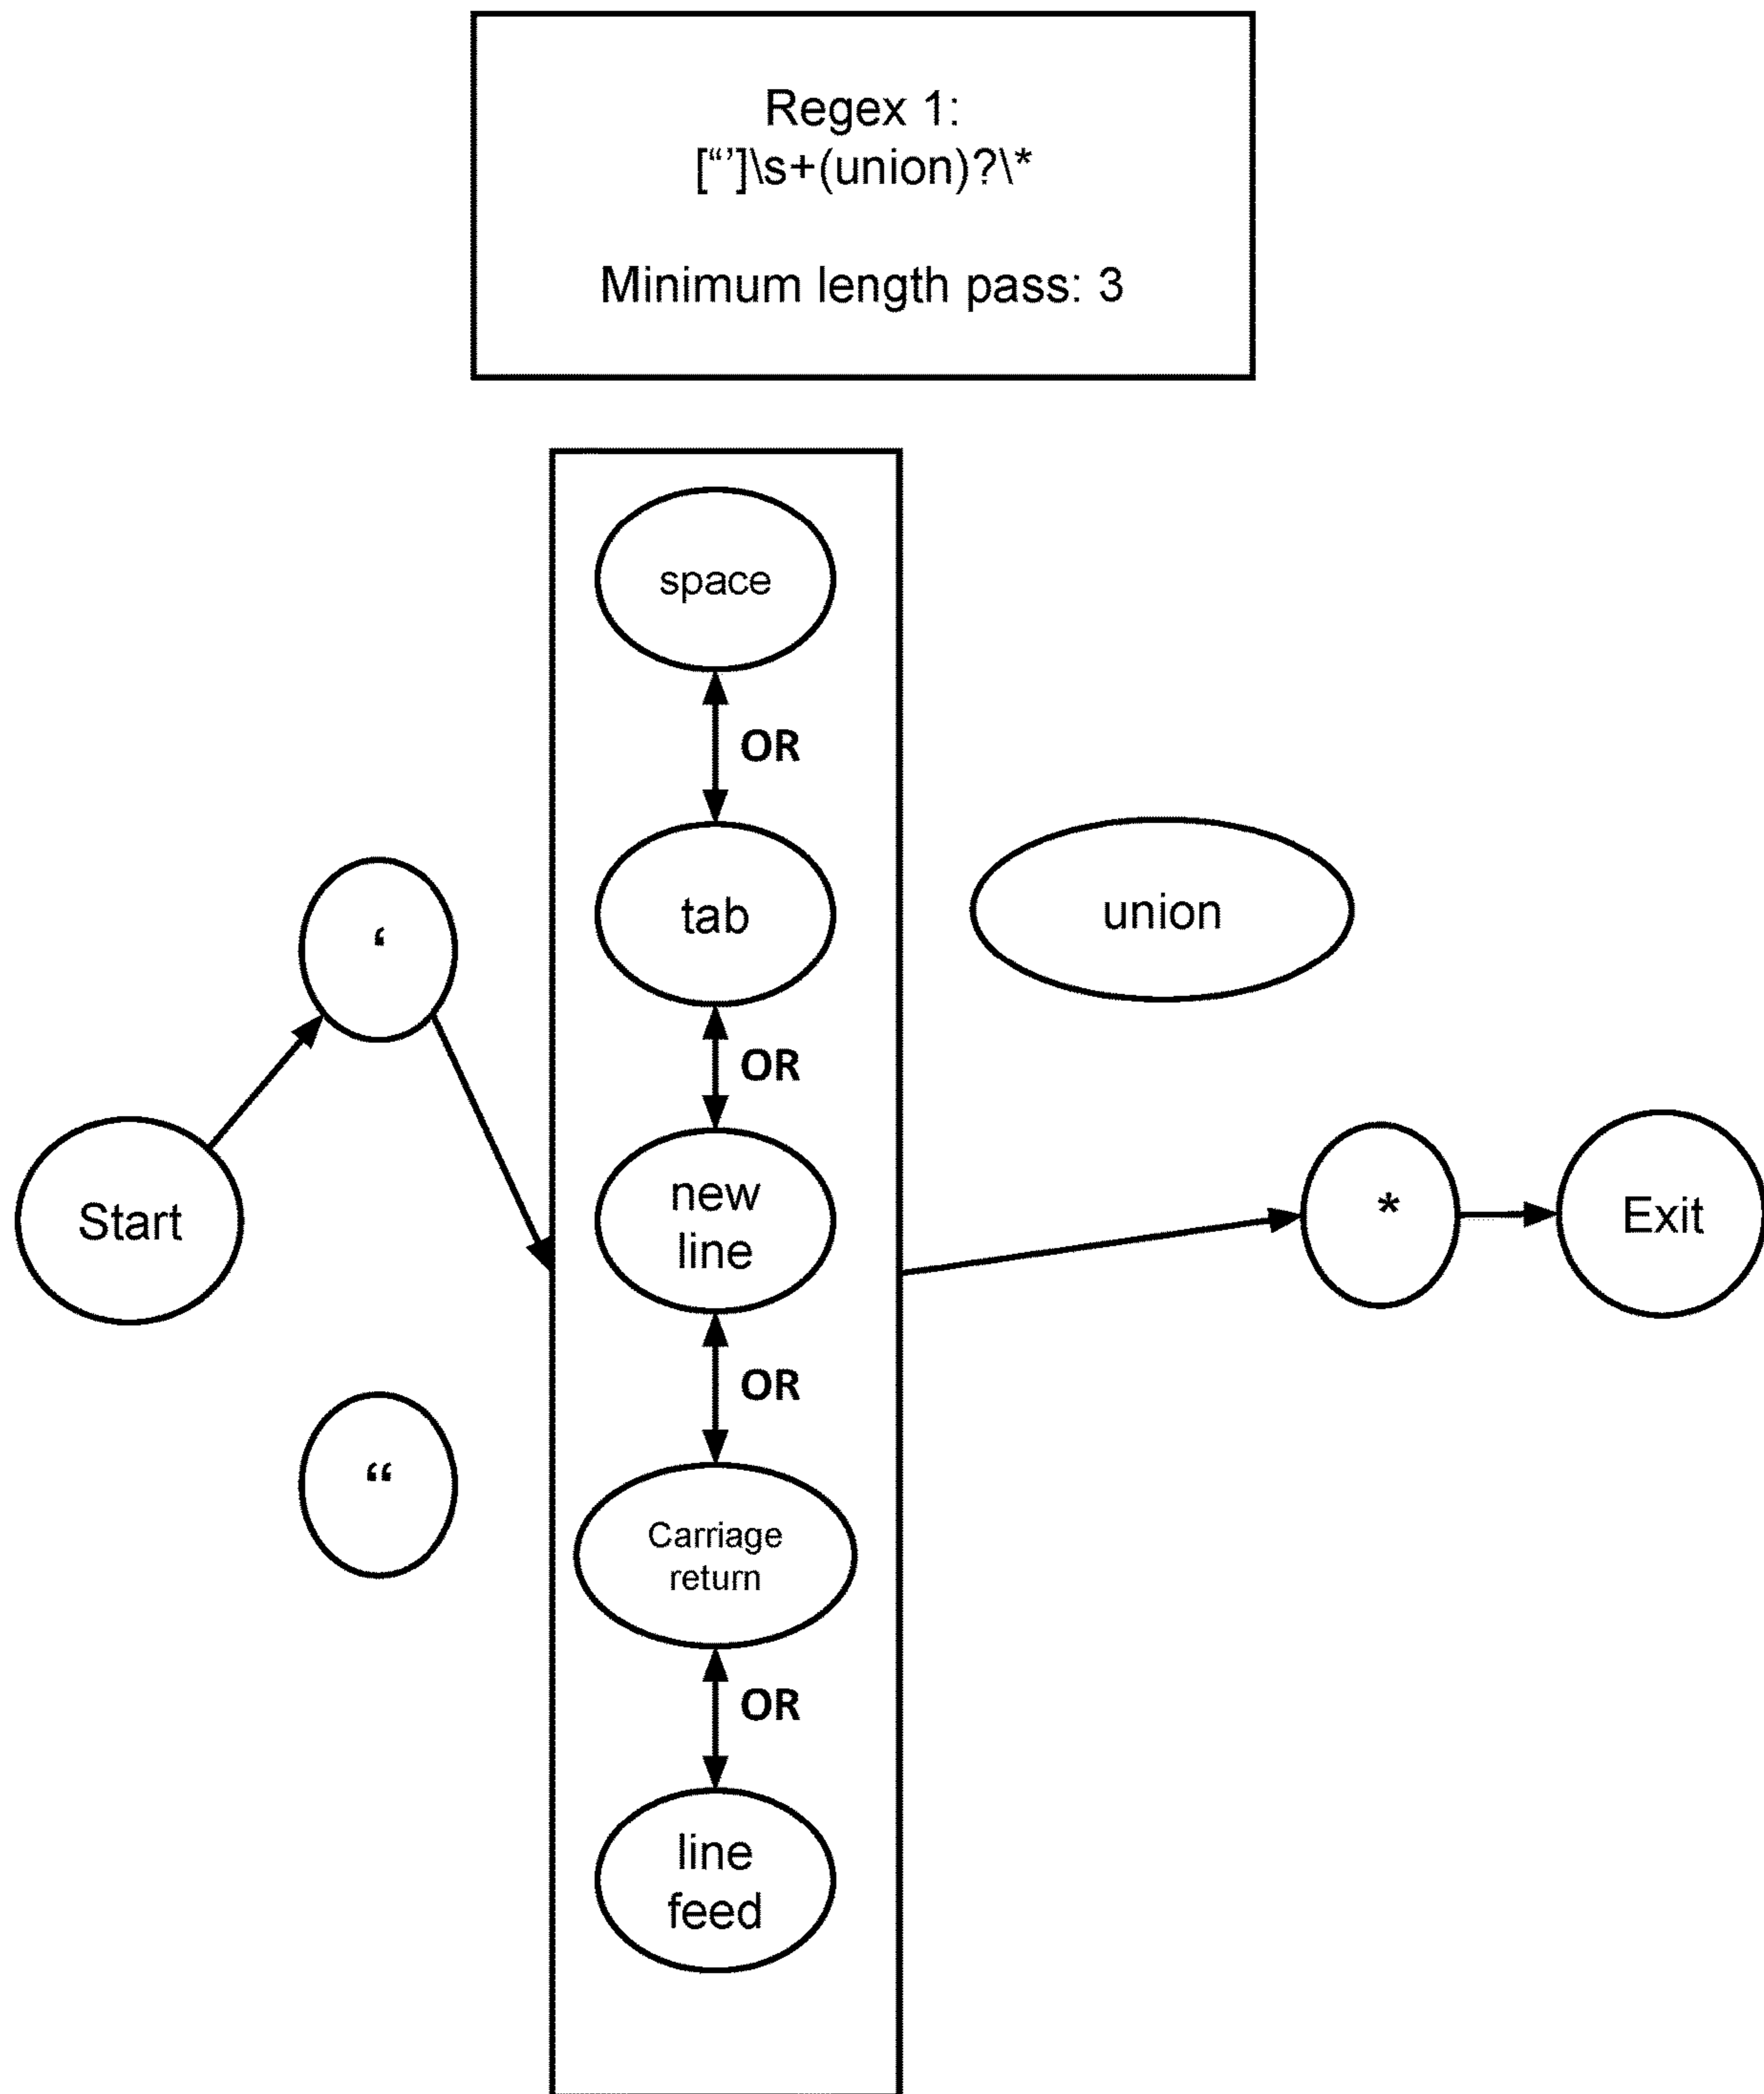 Regex 1:
[“’]\s+(union)?\*
Minimum length pass: 3
space
OR
tab
OR
new
line
OR
Carriage
return
OR
line
feed
‘
“
Start
union
*
Exit